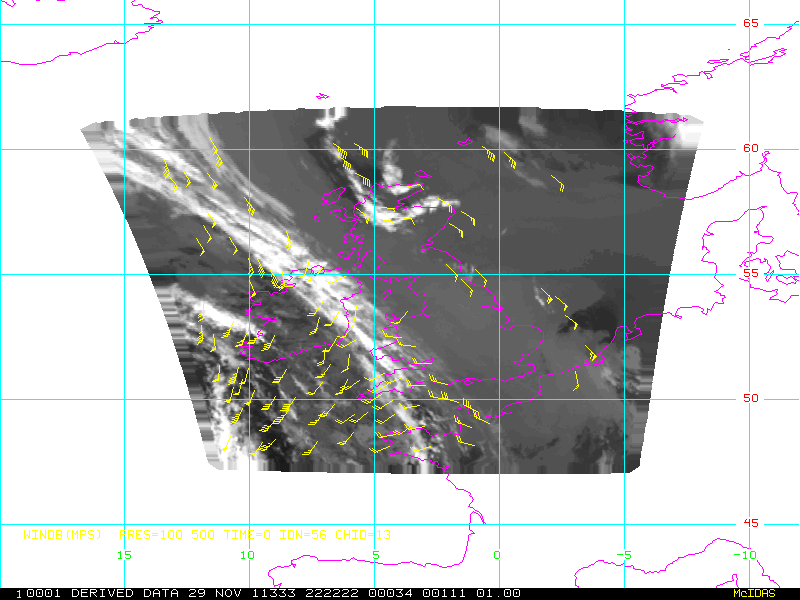 65
60
55
50
45
WINDB(MPS) PRES=100 500 TIME=0 IDN=56 CHID=13
15 10 5 0 -5 -10
10001 DERIVED DATA 29 NOV 11333 222222 00034 00111 01.00 McIDAS